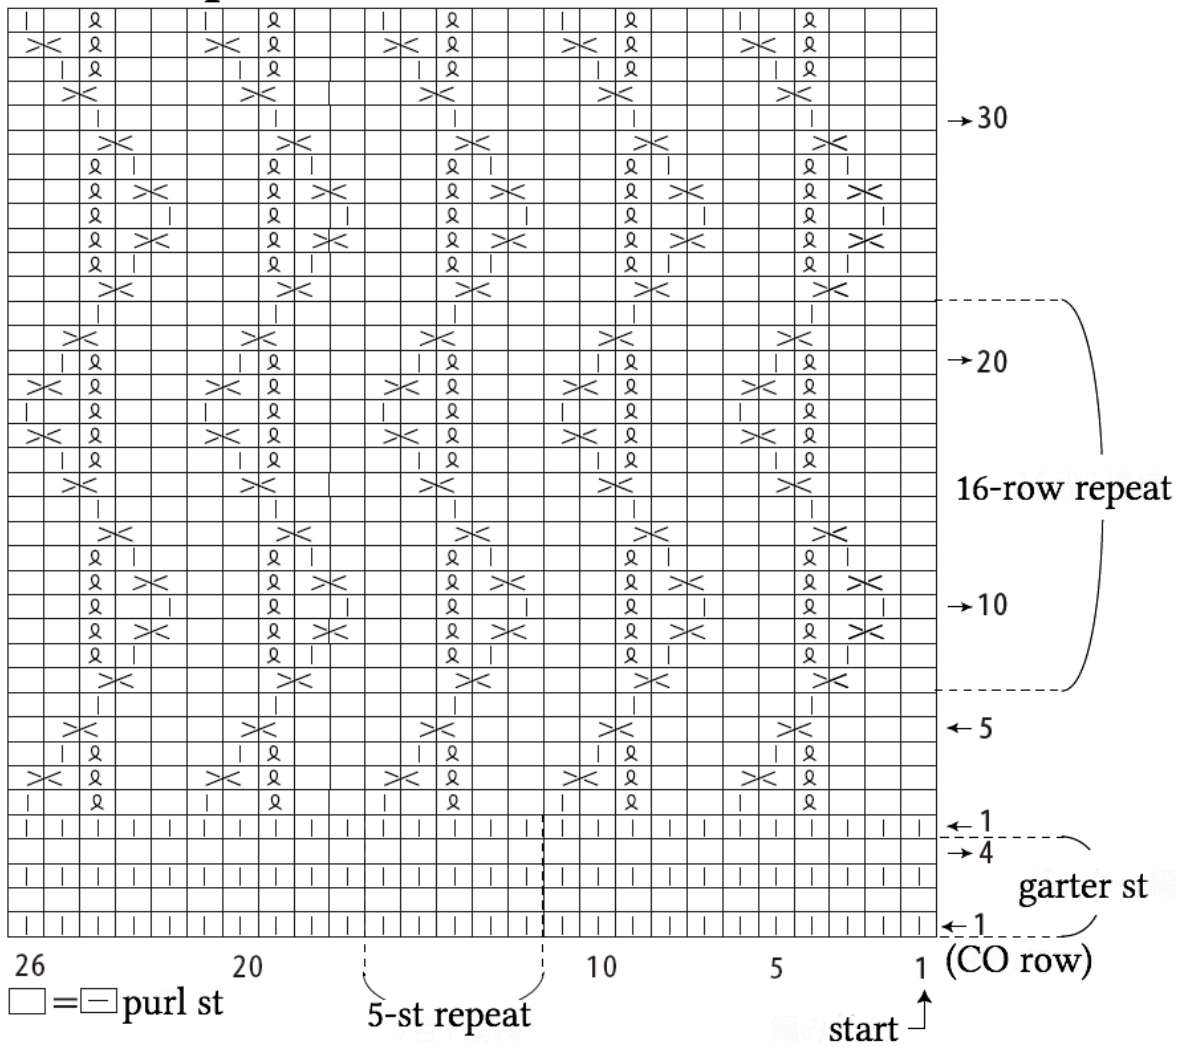 →30
→20
16-row repeat
→10
←5
←1
→4
garter st
←1
(CO row)
26 20 10 5 1
□=⊟purl st
5-st repeat
start